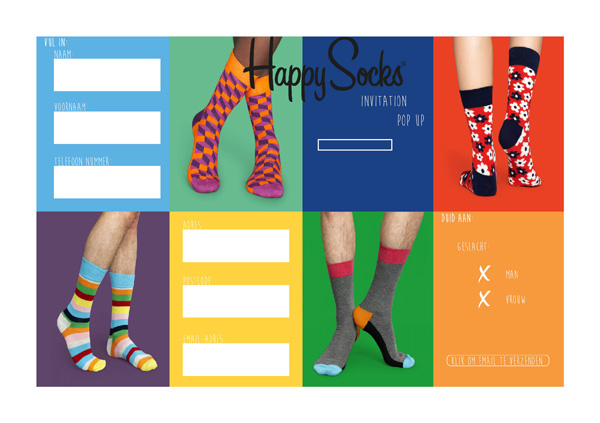 VUL IN:
NAAM:
VOORNAAM:
TELEFOON NUMMER:
Happy Socks
INVITATION
POP UP
ADRES:
POSTCODE:
EMAIL-ADRES:
DUID AAN:
GESLACHT:
X MAN
X VROUW
KLIK OM EMAIL TE VERZENDEN